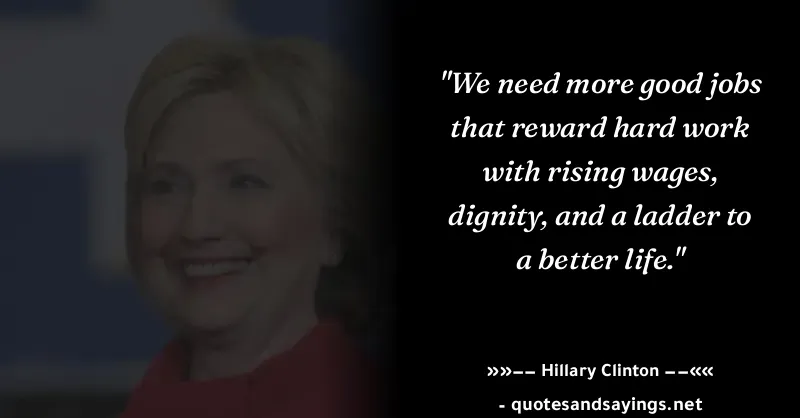 "We need more good jobs
that reward hard work
with rising wages,
dignity, and a ladder to
a better life."
»»−− Hillary Clinton −−««
- quotesandsayings.net